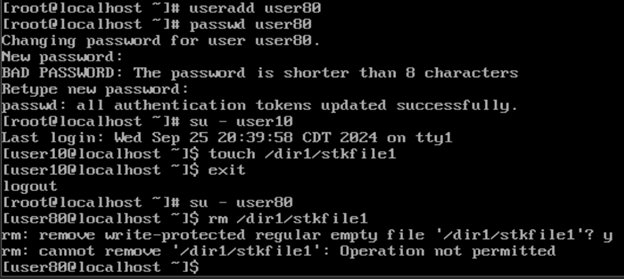 [root@localhost ~]# useradd user80
[root@localhost ~]# passwd user80
Changing password for user user80.
New password:
BAD PASSWORD: The password is shorter than 8 characters
Retype new password:
passwd: all authentication tokens updated successfully.
[root@localhost ~]# su - user10
Last login: Wed Sep 25 20:39:58 CDT 2024 on tty1
[user10@localhost ~]$ touch /dir1/stkfile1
[user10@localhost ~]$ exit
logout
[root@localhost ~]# su - user80
[user80@localhost ~]$ rm /dir1/stkfile1
rm: remove write-protected regular empty file '/dir1/stkfile1'? y
rm: cannot remove '/dir1/stkfile1': Operation not permitted
[user80@localhost ~]$